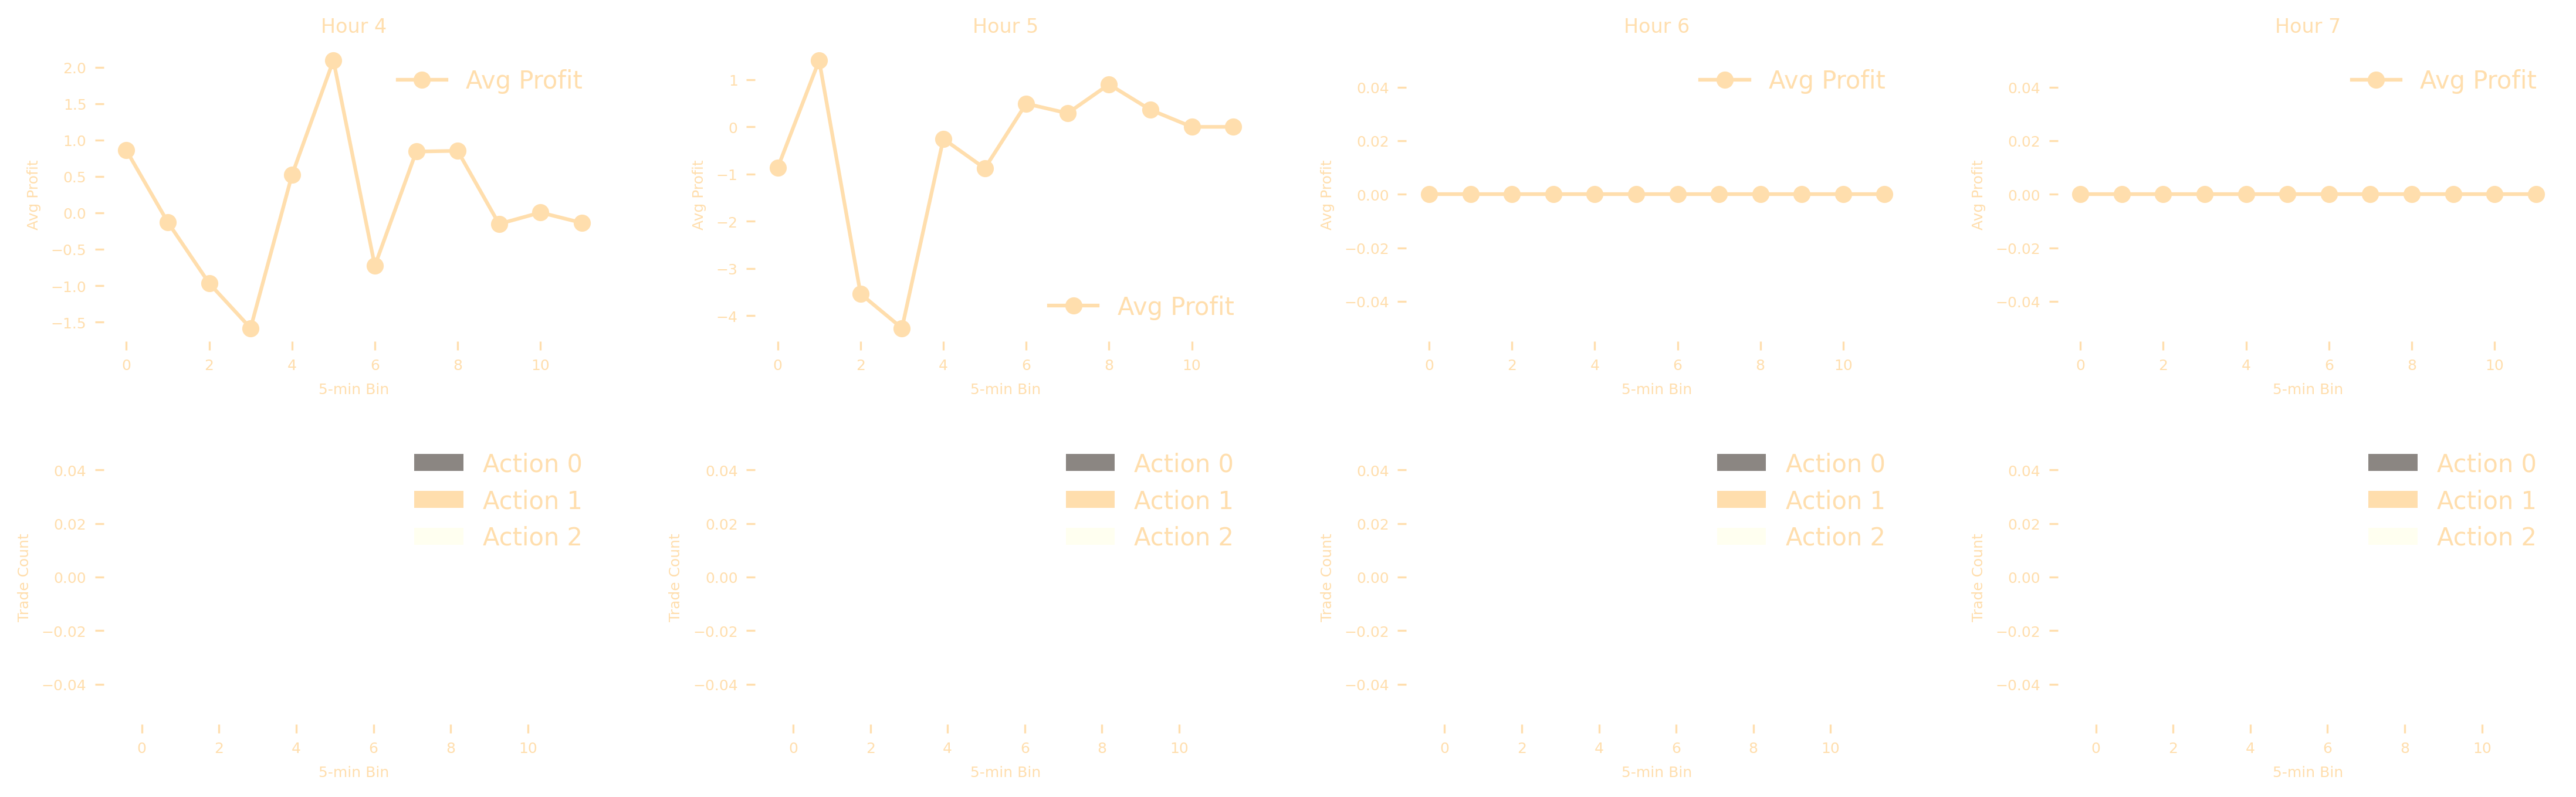 Hour 4
Avg Profit
2.0
1.5
1.0
0.5
0.0
−0.5
−1.0
−1.5
Avg Profit
0 2 4 6 8 10
5-min Bin
Hour 5
Avg Profit
1
0
−1
−2
−3
−4
Avg Profit
0 2 4 6 8 10
5-min Bin
Hour 6
Avg Profit
0.04
0.02
0.00
−0.02
−0.04
Avg Profit
0 2 4 6 8 10
5-min Bin
Hour 7
Avg Profit
0.04
0.02
0.00
−0.02
−0.04
Avg Profit
0 2 4 6 8 10
5-min Bin
Trade Count
0.04
0.02
0.00
−0.02
−0.04
Action 0
Action 1
Action 2
0 2 4 6 8 10
5-min Bin
Trade Count
0.04
0.02
0.00
−0.02
−0.04
Action 0
Action 1
Action 2
0 2 4 6 8 10
5-min Bin
Trade Count
0.04
0.02
0.00
−0.02
−0.04
Action 0
Action 1
Action 2
0 2 4 6 8 10
5-min Bin
Trade Count
0.04
0.02
0.00
−0.02
−0.04
Action 0
Action 1
Action 2
0 2 4 6 8 10
5-min Bin